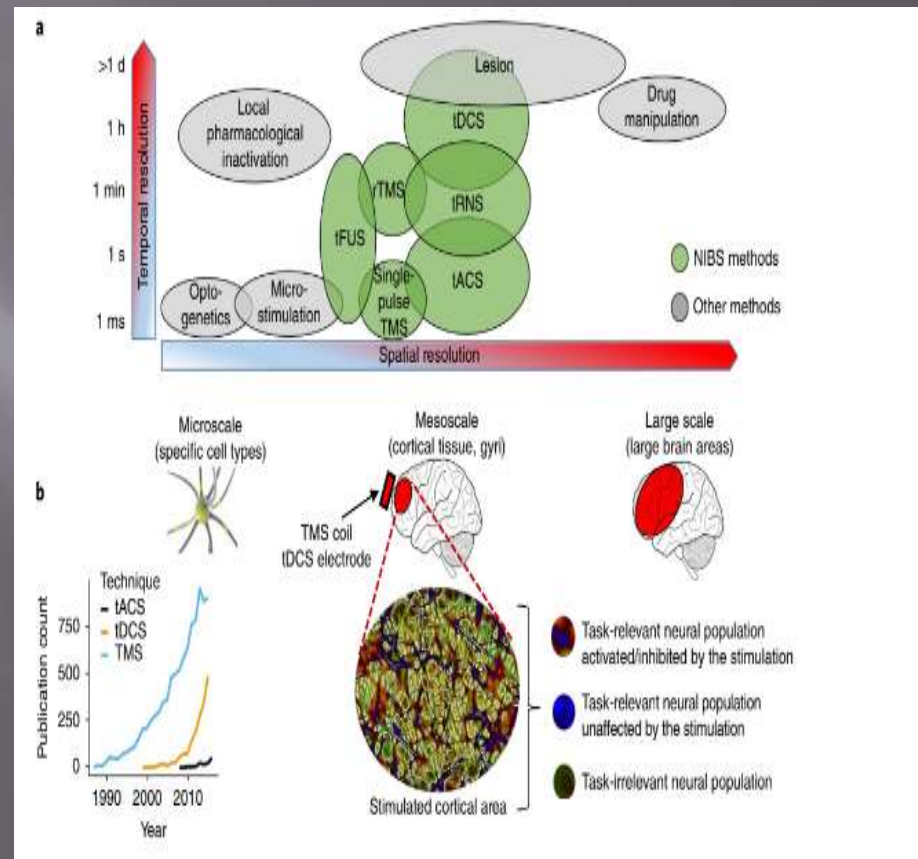 a
>1 d
1 h
1 min
1 s
1 ms
Temporal resolution
Lesion
Local
pharmacological
inactivation
Drug
manipulation
tDCS
rTMS
tRNS
tFUS
tACS
Opto-
genetics
Micro-
stimulation
Single-
pulse
TMS
NIBS methods
Other methods
Spatial resolution
Microscale
(specific cell types)
Mesoscale
(cortical tissue, gyri)
Large scale
(large brain areas)
b
TMS coil
tDCS electrode
Technique
tACS
tDCS
TMS
Publication count
750
500
250
0
1990 2000 2010
Year
Stimulated cortical area
Task-relevant neural population
activated/inhibited by the stimulation
Task-relevant neural population
unaffected by the stimulation
Task-irrelevant neural population